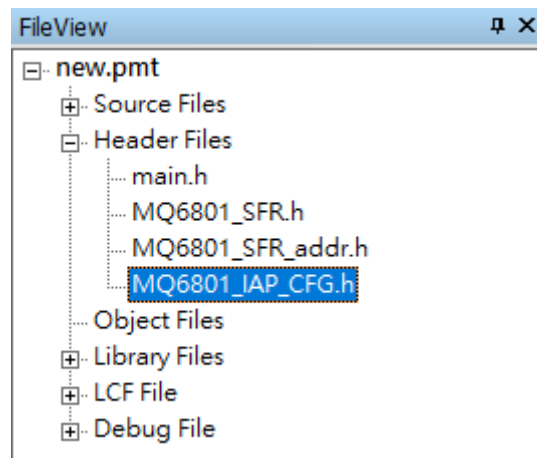 FileView
new.pmt
Source Files
Header Files
main.h
MQ6801_SFR.h
MQ6801_SFR_addr.h
MQ6801_IAP_CFG.h
Object Files
Library Files
LCF File
Debug File